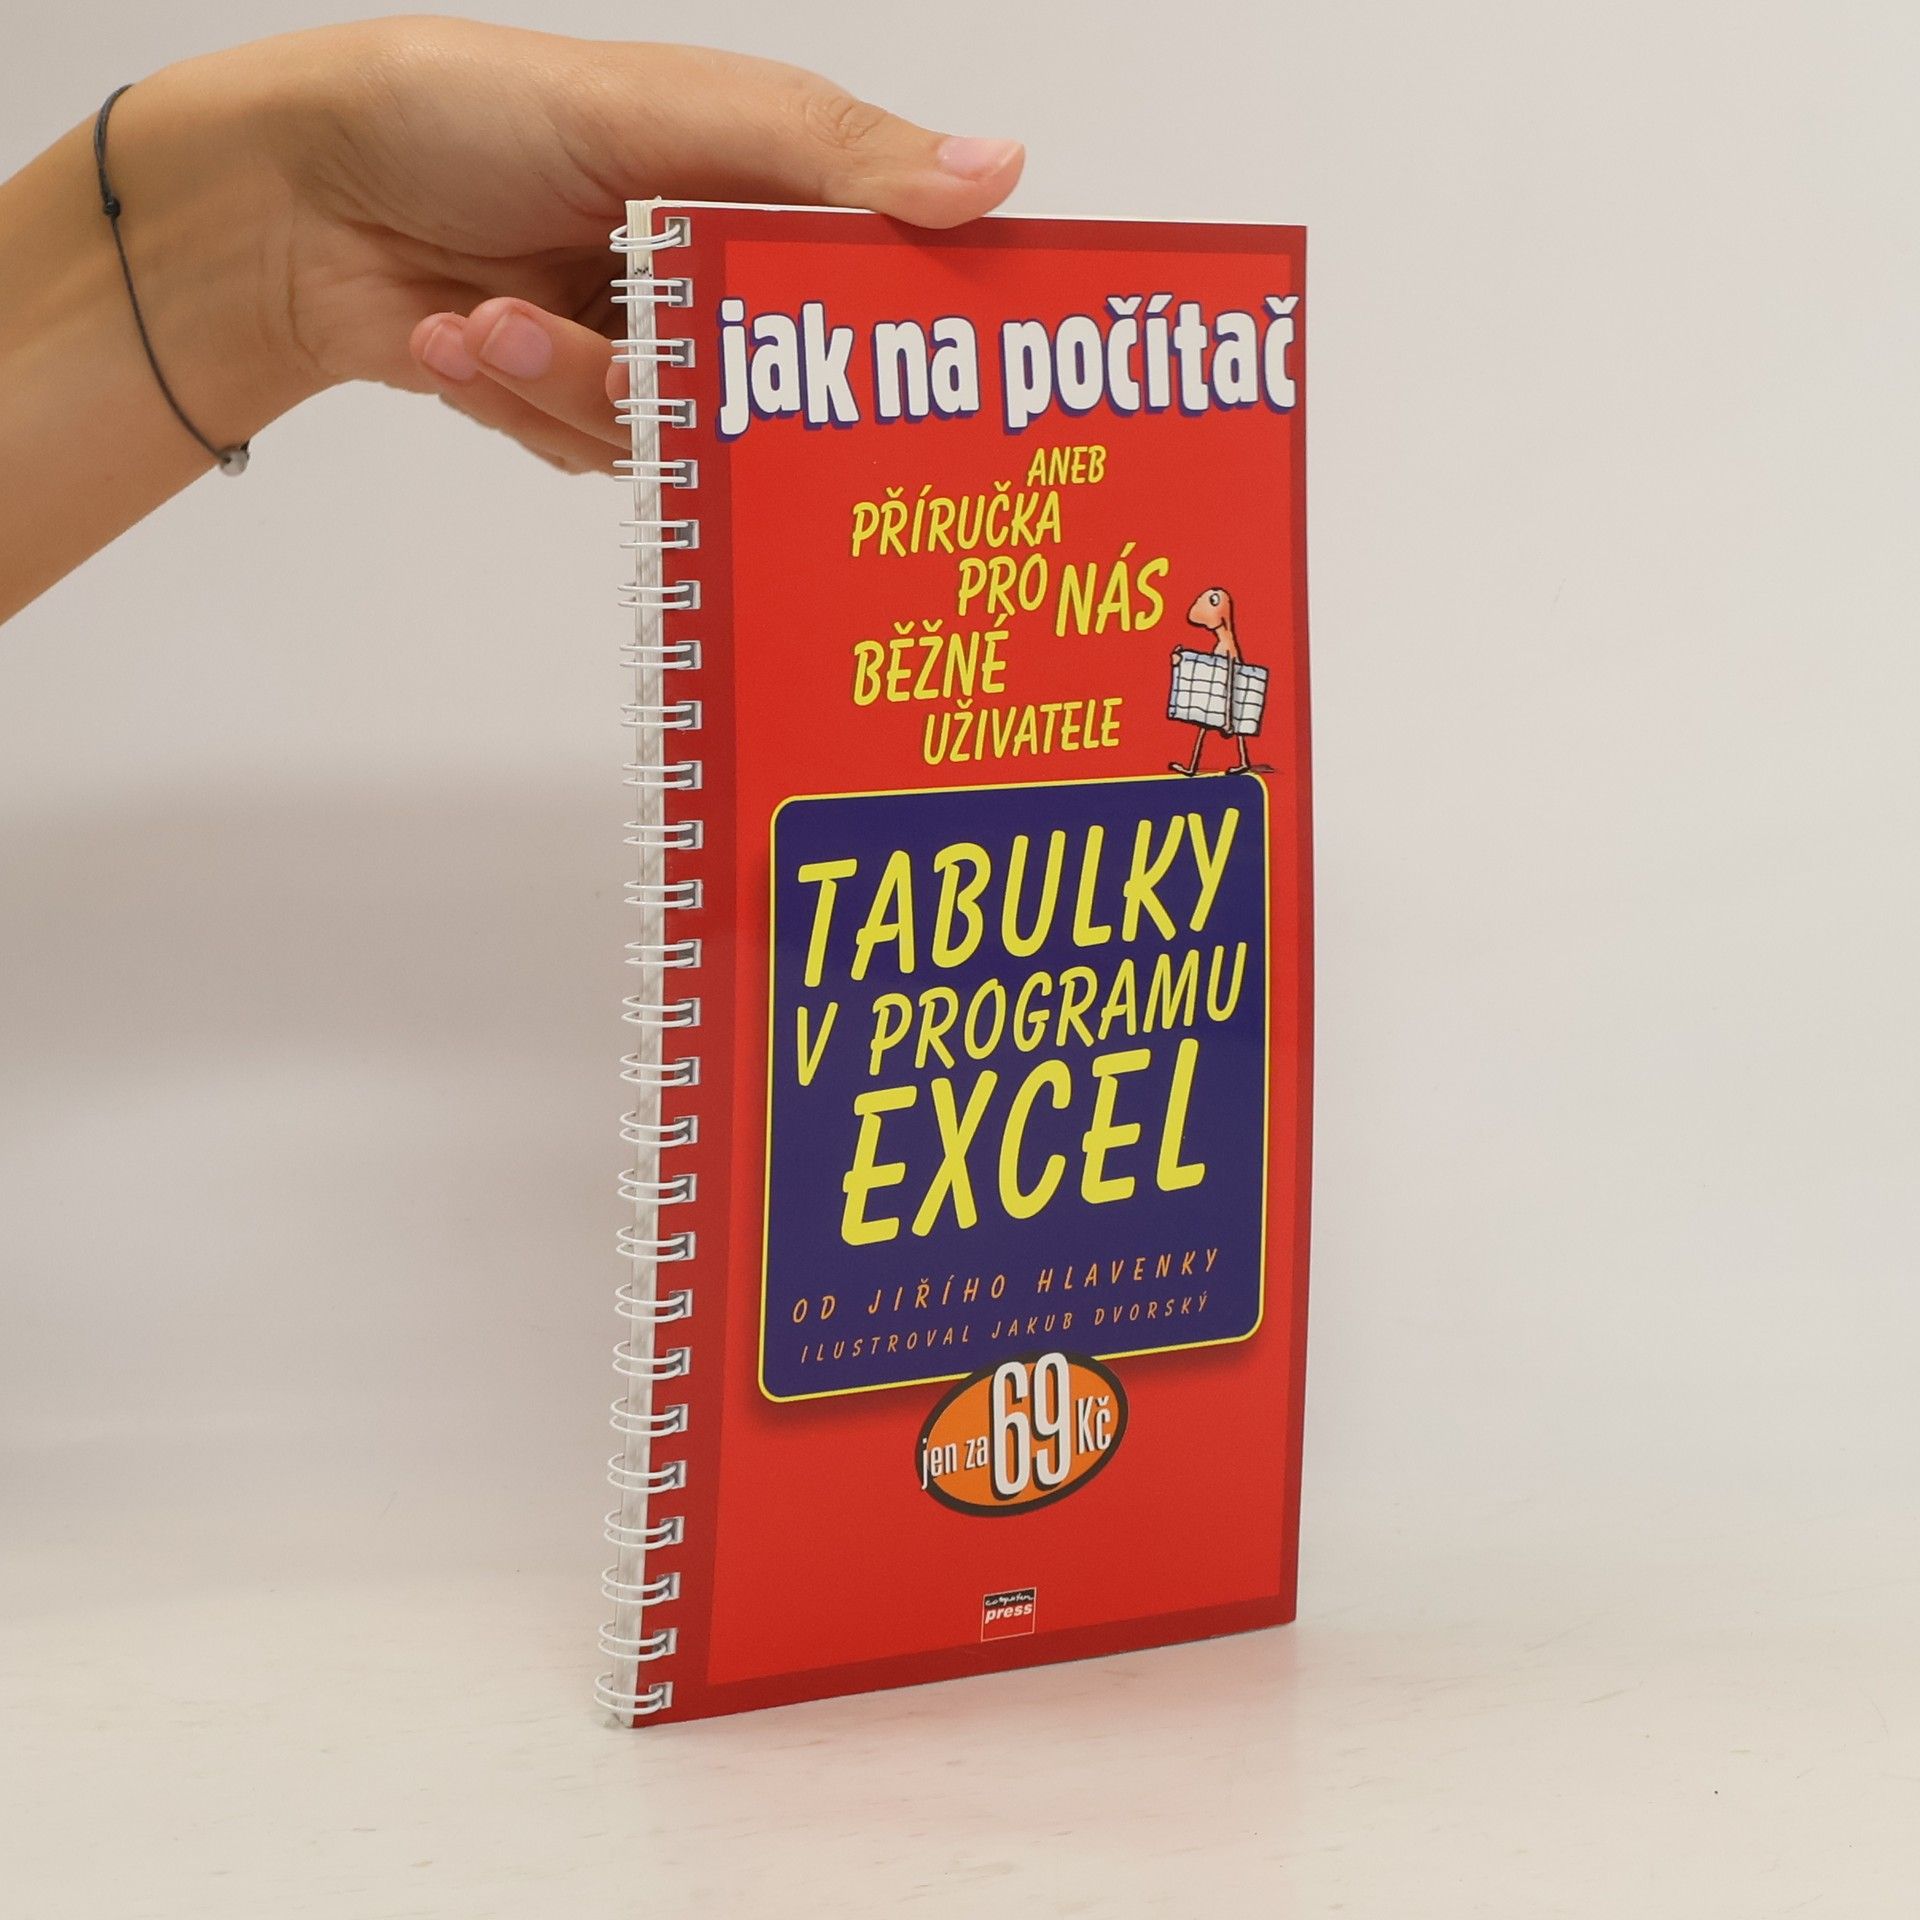 jak na počítač
ANEB
PŘÍRUČKA
PRO NÁS
BĚŽNÉ
UŽIVATELE
TABULKY
V PROGRAMU
EXCEL
OD JIŘÍHO HLAVENKY
ILUSTROVAL JAKUB DVORSKÝ
jen za 69 Kč
computer
press